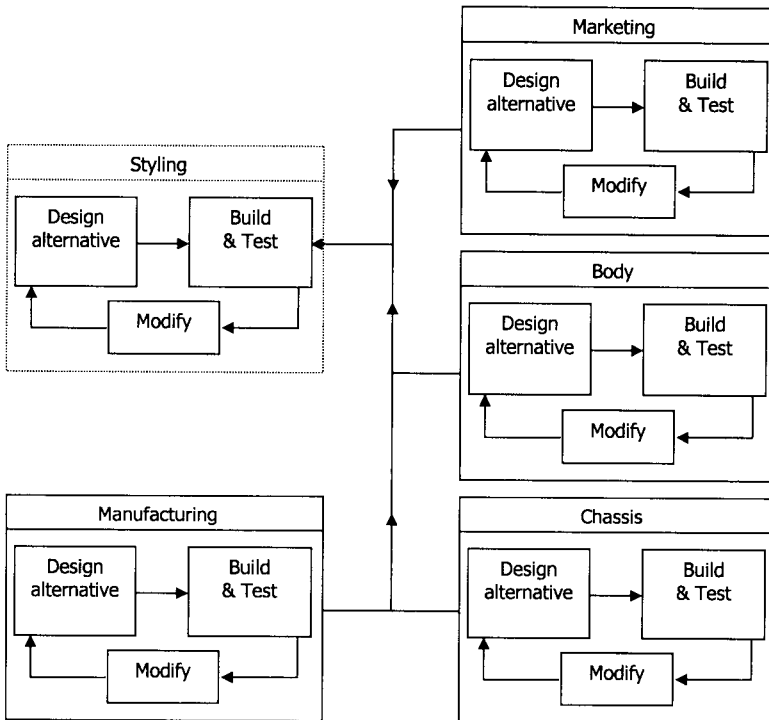 Marketing
Design
alternative
Build
& Test
Modify
Styling
Design
alternative
Build
& Test
Modify
Body
Design
alternative
Build
& Test
Modify
Manufacturing
Design
alternative
Build
& Test
Modify
Chassis
Design
alternative
Build
& Test
Modify